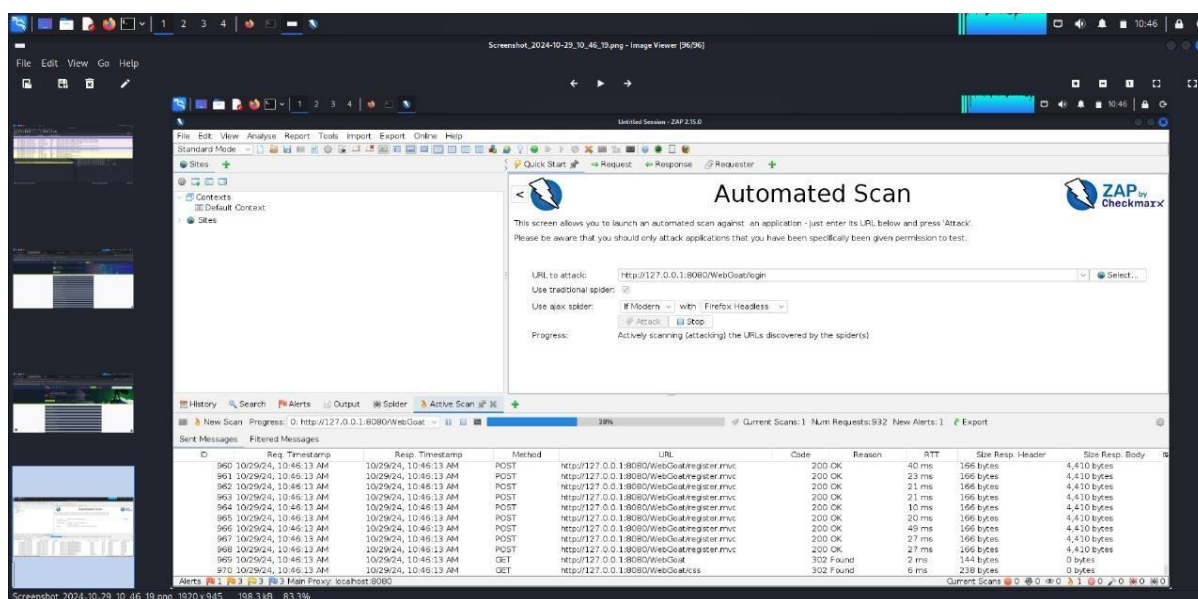 1 2 3 4
10:46
Screenshot_2024-10-29_10_46_19.png - Image Viewer [96/96]
File Edit View Go Help
1 2 3 4
10:46
Untitled Session - ZAP 2.15.0
File Edit View Analyse Report Tools Import Export Online Help
Standard Mode
Sites
Quick Start Request Response Requester
Contexts
Default Context
Sites
Automated Scan
ZAP by Checkmarx
This screen allows you to launch an automated scan against an application - just enter its URL below and press 'Attack'.
Please be aware that you should only attack applications that you have been specifically been given permission to test.
URL to attack: http://127.0.0.1:8080/WebGoat/login Select...
Use traditional spider:
Use ajax spider: If Modern with Firefox Headless
Attack Stop
Progress: Actively scanning (attacking) the URLs discovered by the spider(s)
History Search Alerts Output Spider Active Scan
New Scan Progress: 0: http://127.0.0.1:8080/WebGoat 39% Current Scans: 1 Num Requests: 932 New Alerts: 1 Export
Sent Messages Filtered Messages
ID Req. Timestamp Resp. Timestamp Method URL Code Reason RTT Size Resp. Header Size Resp. Body
960 10/29/24, 10:46:13 AM 10/29/24, 10:46:13 AM POST http://127.0.0.1:8080/WebGoat/register.mvc 200 OK 40 ms 166 bytes 4,410 bytes
961 10/29/24, 10:46:13 AM 10/29/24, 10:46:13 AM POST http://127.0.0.1:8080/WebGoat/register.mvc 200 OK 23 ms 166 bytes 4,410 bytes
962 10/29/24, 10:46:13 AM 10/29/24, 10:46:13 AM POST http://127.0.0.1:8080/WebGoat/register.mvc 200 OK 21 ms 166 bytes 4,410 bytes
963 10/29/24, 10:46:13 AM 10/29/24, 10:46:13 AM POST http://127.0.0.1:8080/WebGoat/register.mvc 200 OK 21 ms 166 bytes 4,410 bytes
964 10/29/24, 10:46:13 AM 10/29/24, 10:46:13 AM POST http://127.0.0.1:8080/WebGoat/register.mvc 200 OK 10 ms 166 bytes 4,410 bytes
965 10/29/24, 10:46:13 AM 10/29/24, 10:46:13 AM POST http://127.0.0.1:8080/WebGoat/register.mvc 200 OK 20 ms 166 bytes 4,410 bytes
966 10/29/24, 10:46:13 AM 10/29/24, 10:46:13 AM POST http://127.0.0.1:8080/WebGoat/register.mvc 200 OK 49 ms 166 bytes 4,410 bytes
967 10/29/24, 10:46:13 AM 10/29/24, 10:46:13 AM POST http://127.0.0.1:8080/WebGoat/register.mvc 200 OK 27 ms 166 bytes 4,410 bytes
968 10/29/24, 10:46:13 AM 10/29/24, 10:46:13 AM POST http://127.0.0.1:8080/WebGoat/register.mvc 200 OK 27 ms 166 bytes 4,410 bytes
969 10/29/24, 10:46:13 AM 10/29/24, 10:46:13 AM GET http://127.0.0.1:8080/WebGoat 302 Found 2 ms 144 bytes 0 bytes
970 10/29/24, 10:46:13 AM 10/29/24, 10:46:13 AM GET http://127.0.0.1:8080/WebGoat/css 302 Found 6 ms 238 bytes 0 bytes
Alerts 1 3 3 3 Main Proxy: localhost:8080 Current Scans 0 0 0 1 0 0 0 0
Screenshot_2024-10-29_10_46_19.png 1920 x 945 198.3 kB 83.3%